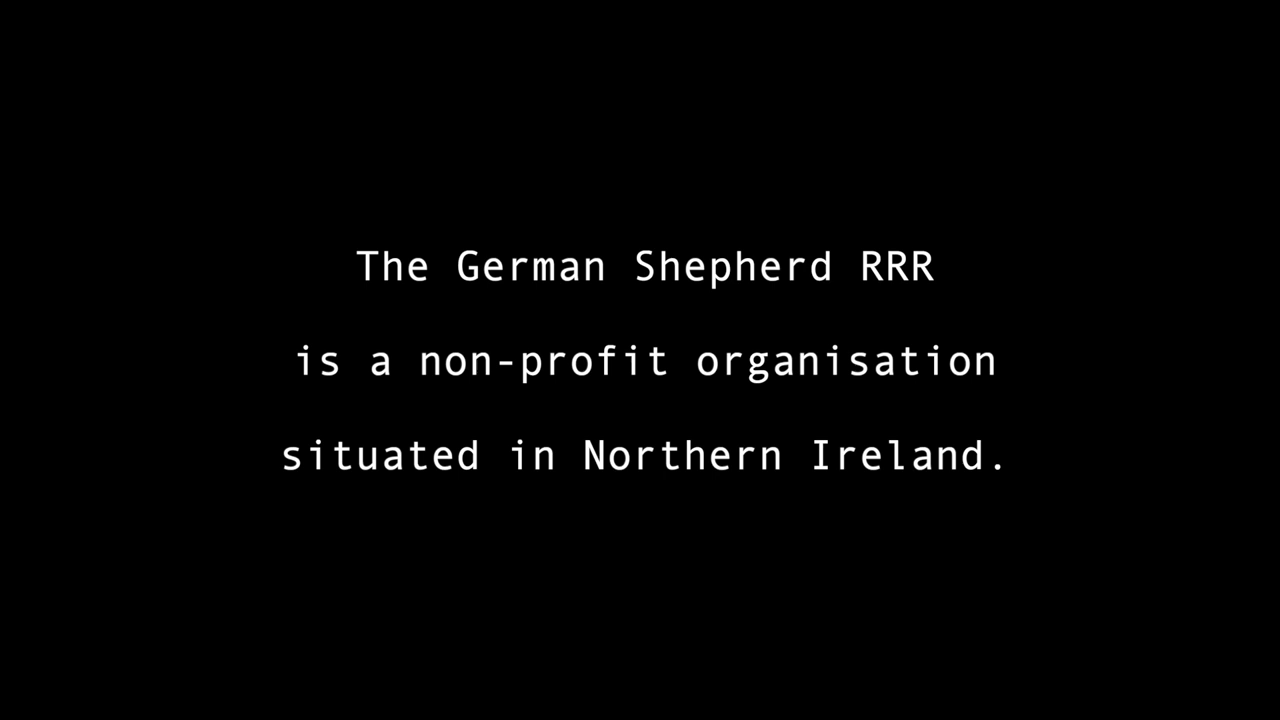 The German Shepherd RRR
is a non-profit organisation
situated in Northern Ireland.